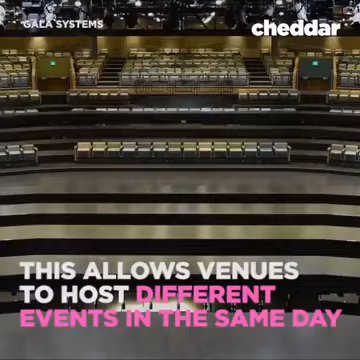 GALA SYSTEMS
cheddar
THIS ALLOWS VENUES
TO HOST DIFFERENT
EVENTS IN THE SAME DAY